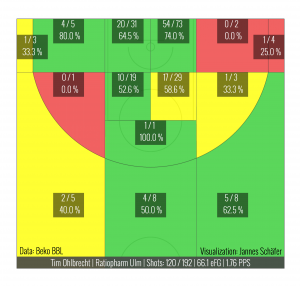 4 / 5
80.0 %
20 / 31
64.5 %
54 / 73
74.0 %
0 / 2
0.0 %
1 / 3
33.3 %
1 / 4
25.0 %
0 / 1
0.0 %
10 / 19
52.6 %
17 / 29
58.6 %
1 / 3
33.3 %
1 / 1
100.0 %
2 / 5
40.0 %
4 / 8
50.0 %
5 / 8
62.5 %
Data: Beko BBL
Visualization: Jannes Schäfer
Tim Ohlbrecht | Ratiopharm Ulm | Shots: 120 / 192 | 66.1 eFG | 1.76 PPS